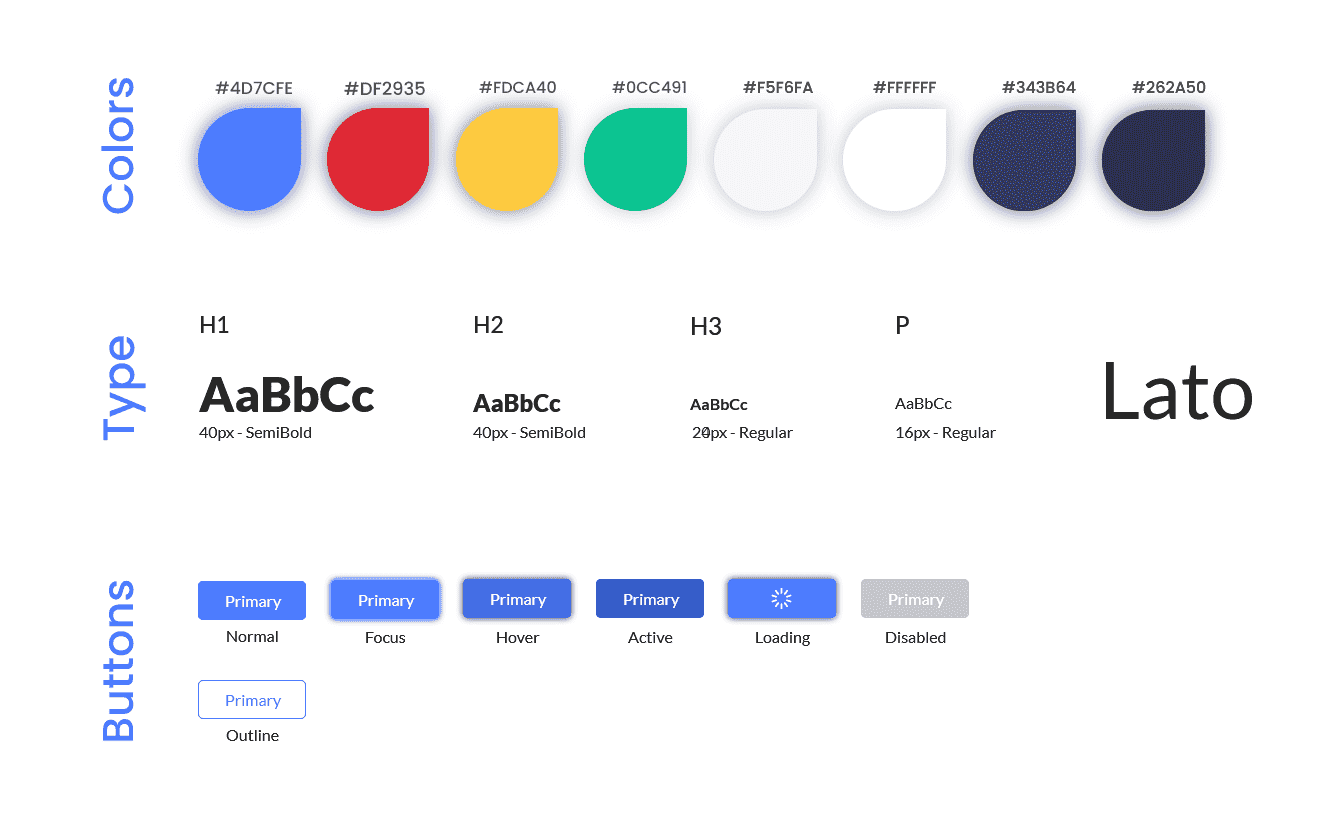 Colors
#4D7CFE #DF2935 #FDCA40 #0CC491 #F5F6FA #FFFFFF #343B64 #262A50
Type
H1 H2 H3 P
AaBbCc AaBbCc AaBbCc AaBbCc
Lato
40px - SemiBold 40px - SemiBold px - Regular 16px - Regular
Buttons
Primary Primary Primary Primary Primary
Normal Focus Hover Active Loading Disabled
Primary
Outline